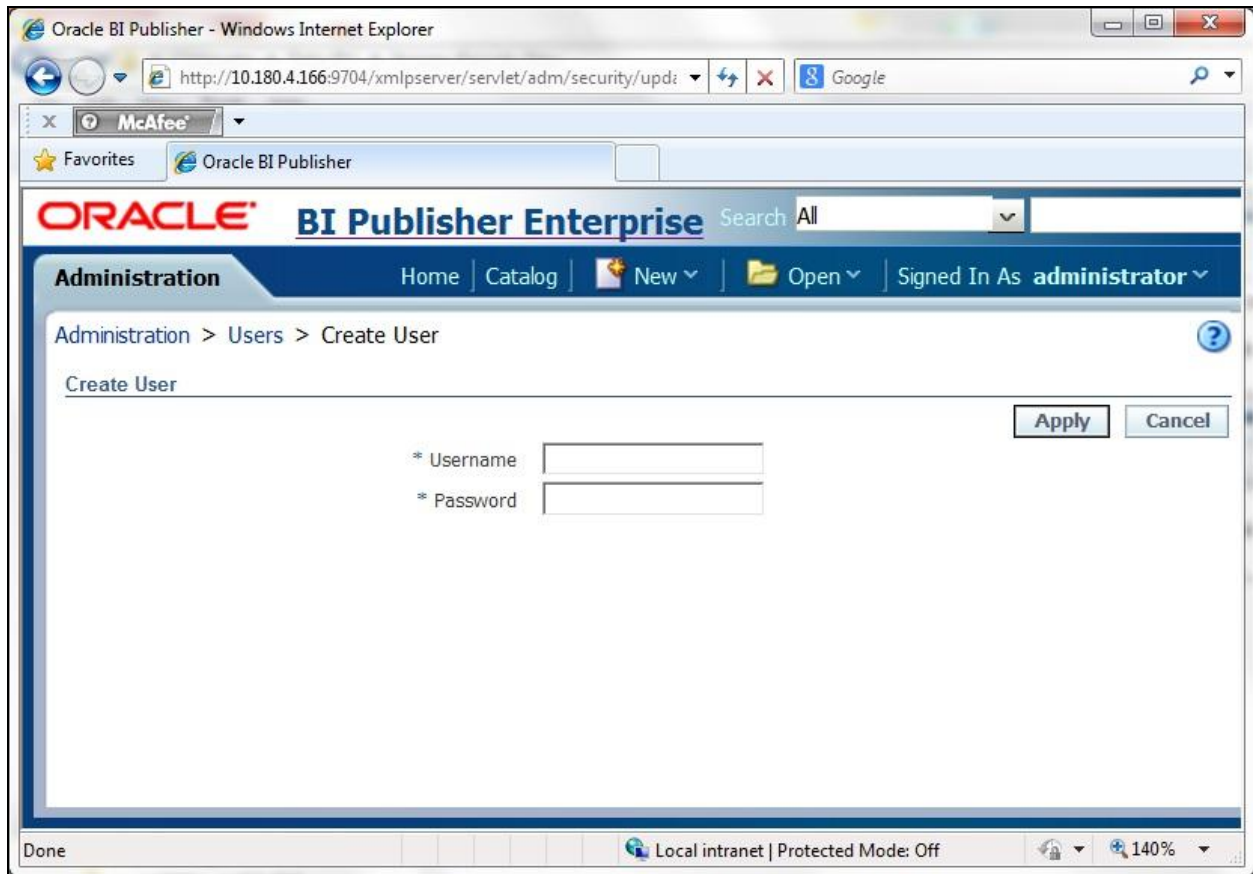 Oracle BI Publisher - Windows Internet Explorer
http://10.180.4.166:9704/xmlpserver/servlet/adm/security/upda
Google
McAfee
Favorites
Oracle BI Publisher
ORACLE BI Publisher Enterprise Search All
Administration Home Catalog New Open Signed In As administrator
Administration > Users > Create User
Create User
Apply Cancel
* Username
* Password
Done Local intranet | Protected Mode: Off 140%